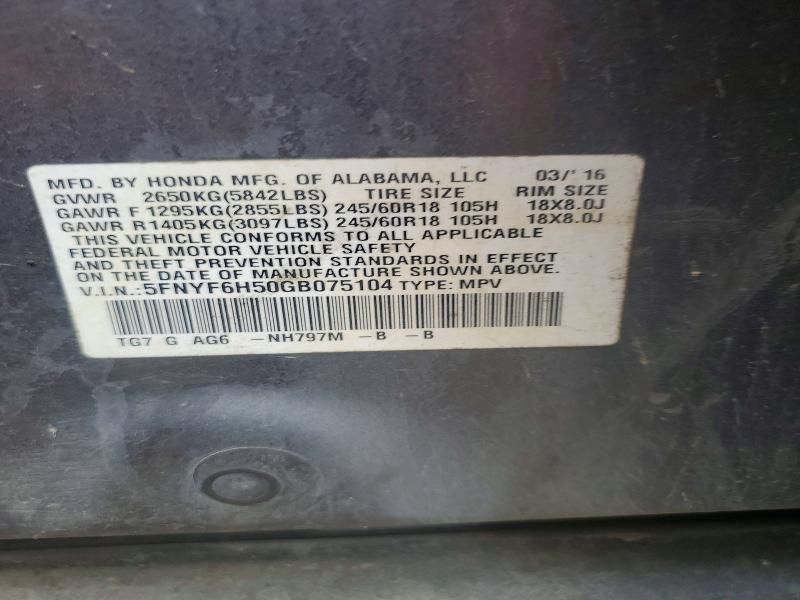 MFD. BY HONDA MFG. OF ALABAMA, LLC 03/'16
GVWR 2650KG(5842LBS) TIRE SIZE RIM SIZE
GAWR F 1295KG(2855LBS) 245/60R18 105H 18X8.0J
GAWR R1405KG(3097LBS) 245/60R18 105H 18X8.0J
THIS VEHICLE CONFORMS TO ALL APPLICABLE
FEDERAL MOTOR VEHICLE SAFETY
AND THEFT PREVENTION STANDARDS IN EFFECT
ON THE DATE OF MANUFACTURE SHOWN ABOVE.
V.I.N.:5FNYF6H50GB075104 TYPE: MPV
TG7 G AG6 -NH797M -B -B